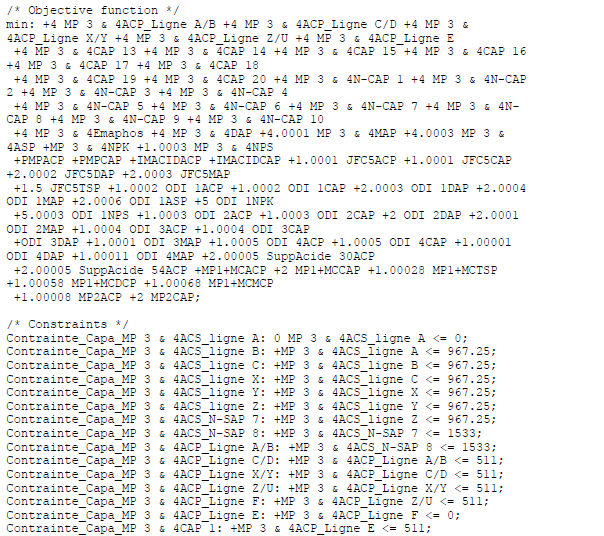 /* Objective function */
min: +4 MP 3 & 4ACP_Ligne A/B +4 MP 3 & 4ACP_Ligne C/D +4 MP 3 &
4ACP_Ligne X/Y +4 MP 3 & 4ACP_Ligne Z/U +4 MP 3 & 4ACP_Ligne E
+4 MP 3 & 4CAP 13 +4 MP 3 & 4CAP 14 +4 MP 3 & 4CAP 15 +4 MP 3 & 4CAP 16
+4 MP 3 & 4CAP 17 +4 MP 3 & 4CAP 18
+4 MP 3 & 4CAP 19 +4 MP 3 & 4CAP 20 +4 MP 3 & 4N-CAP 1 +4 MP 3 & 4N-CAP
2 +4 MP 3 & 4N-CAP 3 +4 MP 3 & 4N-CAP 4
+4 MP 3 & 4N-CAP 5 +4 MP 3 & 4N-CAP 6 +4 MP 3 & 4N-CAP 7 +4 MP 3 & 4N-
CAP 8 +4 MP 3 & 4N-CAP 9 +4 MP 3 & 4N-CAP 10
+4 MP 3 & 4Emaphos +4 MP 3 & 4DAP +4.0001 MP 3 & 4MAP +4.0003 MP 3 &
4ASP +MP 3 & 4NPK +1.0003 MP 3 & 4NPS
+PMPACP +PMPCAP +IMACIDACP +IMACIDCAP +1.0001 JFC5ACP +1.0001 JFC5CAP
+2.0002 JFC5DAP +2.0003 JFC5MAP
+1.5 JFC5TSP +1.0002 ODI 1ACP +1.0002 ODI 1CAP +2.0003 ODI 1DAP +2.0004
ODI 1MAP +2.0006 ODI 1ASP +5 ODI 1NPK
+5.0003 ODI 1NPS +1.0003 ODI 2ACP +1.0003 ODI 2CAP +2 ODI 2DAP +2.0001
ODI 2MAP +1.0004 ODI 3ACP +1.0004 ODI 3CAP
+ODI 3DAP +1.0001 ODI 3MAP +1.0005 ODI 4ACP +1.0005 ODI 4CAP +1.00001
ODI 4DAP +1.00011 ODI 4MAP +2.00005 SuppAcide 30ACP
+2.00005 SuppAcide 54ACP +MP1+MCACP +2 MP1+MCCAP +1.00028 MP1+MCTSP
+1.00058 MP1+MCDCP +1.00068 MP1+MCMCP
+1.00008 MP2ACP +2 MP2CAP;
/* Constraints */
Contrainte_Capa_MP 3 & 4ACS_ligne A: 0 MP 3 & 4ACS_ligne A <= 0;
Contrainte_Capa_MP 3 & 4ACS_ligne B: +MP 3 & 4ACS_ligne A <= 967.25;
Contrainte_Capa_MP 3 & 4ACS_ligne C: +MP 3 & 4ACS_ligne B <= 967.25;
Contrainte_Capa_MP 3 & 4ACS_ligne X: +MP 3 & 4ACS_ligne C <= 967.25;
Contrainte_Capa_MP 3 & 4ACS_ligne Y: +MP 3 & 4ACS_ligne X <= 967.25;
Contrainte_Capa_MP 3 & 4ACS_ligne Z: +MP 3 & 4ACS_ligne Y <= 967.25;
Contrainte_Capa_MP 3 & 4ACS_N-SAP 7: +MP 3 & 4ACS_ligne Z <= 967.25;
Contrainte_Capa_MP 3 & 4ACS_N-SAP 8: +MP 3 & 4ACS_N-SAP 7 <= 1533;
Contrainte_Capa_MP 3 & 4ACP_Ligne A/B: +MP 3 & 4ACS_N-SAP 8 <= 1533;
Contrainte_Capa_MP 3 & 4ACP_Ligne C/D: +MP 3 & 4ACP_Ligne A/B <= 511;
Contrainte_Capa_MP 3 & 4ACP_Ligne X/Y: +MP 3 & 4ACP_Ligne C/D <= 511;
Contrainte_Capa_MP 3 & 4ACP_Ligne Z/U: +MP 3 & 4ACP_Ligne X/Y <= 511;
Contrainte_Capa_MP 3 & 4ACP_Ligne F: +MP 3 & 4ACP_Ligne Z/U <= 511;
Contrainte_Capa_MP 3 & 4ACP_Ligne E: +MP 3 & 4ACP_Ligne F <= 0;
Contrainte_Capa_MP 3 & 4CAP 1: +MP 3 & 4ACP_Ligne E <= 511;